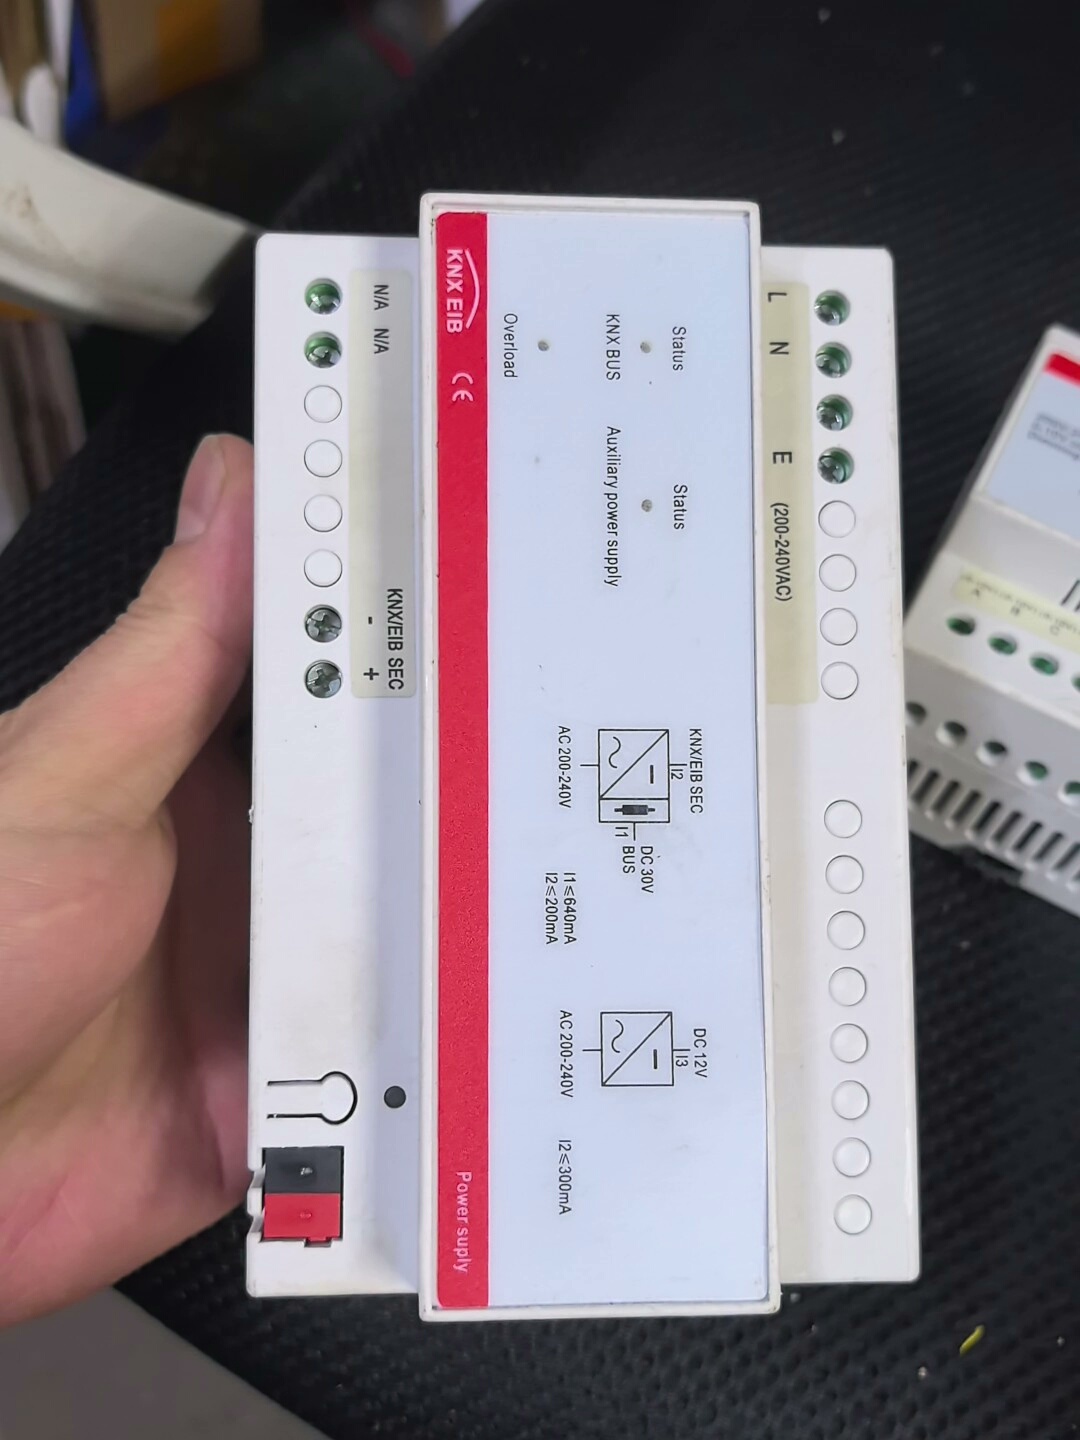 L N E (200-240VAC)
Status
Status
KNX BUS
Auxiliary power supply
Overload
KNX/EIB SEC
I2
I1
DC 30V
BUS
AC 200-240V
I1≤640mA
I2≤200mA
DC 12V
I3
AC 200-240V
I2≤300mA
KNX EIB
CE
Power suply
N/A N/A
KNX/EIB SEC
- +